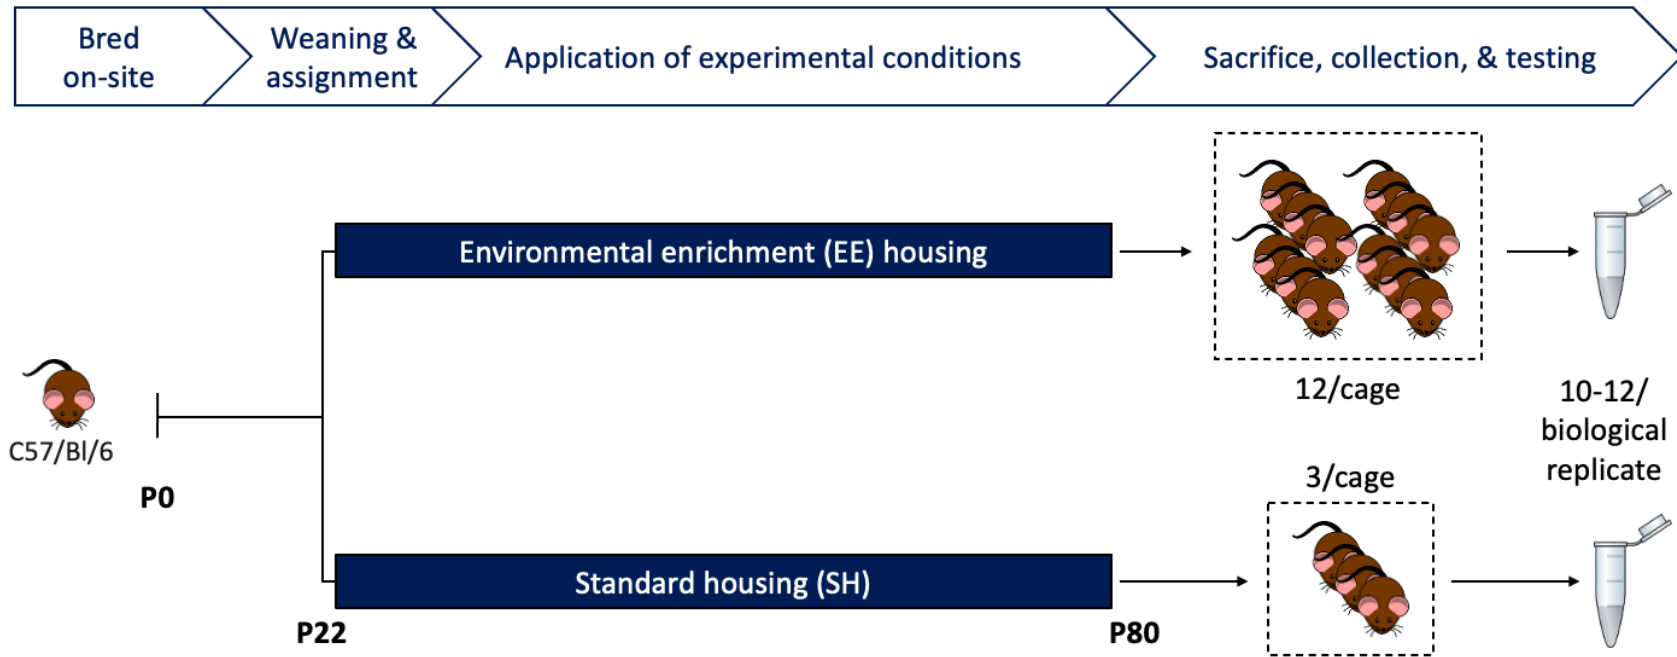 Bred
on-site
Weaning &
assignment
Application of experimental conditions
Sacrifice, collection, & testing
Environmental enrichment (EE) housing
12/cage
10-12/
biological
replicate
C57/Bl/6
P0
3/cage
Standard housing (SH)
P22
P80